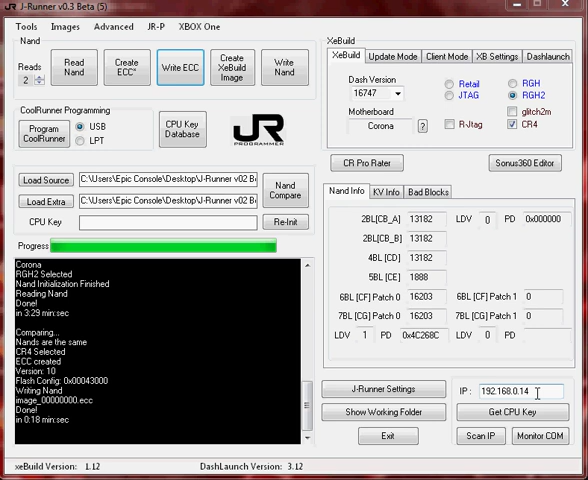 J-Runner v0.3 Beta (5)
Tools Images Advanced JR-P XBOX One
Nand
Reads
2
Read Nand
Create ECC"
Write ECC
Create XeBuild Image
Write Nand
CoolRunner Programming
Program CoolRunner
USB
LPT
CPU Key Database
JR
PROGRAMMER
Load Source C:\Users\Epic Console\Desktop\J-Runner v02 B
Load Extra C:\Users\Epic Console\Desktop\J-Runner v02 B
CPU Key
Nand Compare
Re-Init
Progress
Corona
RGH2 Selected
Nand Initialization Finished
Reading Nand
Done!
in 3:29 min:sec
Comparing...
Nands are the same
CR4 Selected
ECC created
Version: 10
Flash Config: 0x00043000
Writing Nand
image_00000000.ecc
Done!
in 0:18 min:sec
XeBuild
XeBuild Update Mode Client Mode XB Settings Dashlaunch
Dash Version
16747
Motherboard
Corona
?
Retail
JTAG
RGH
RGH2
glitch2m
R-Jtag
CR4
CR Pro Rater
Sonus360 Editor
Nand Info KV Info Bad Blocks
2BL[CB_A] 13182 LDV 0 PD 0x000000
2BL[CB_B] 13182
4BL [CD] 13182
5BL [CE] 1888
6BL [CF] Patch 0 16203 6BL [CF] Patch 1 0
7BL [CG] Patch 0 16203 7BL [CG] Patch 1 0
LDV 1 PD 0x4C268C LDV 0 PD
J-Runner Settings
Show Working Folder
Exit
IP : 192.168.0.14
Get CPU Key
Scan IP
Monitor COM
xeBuild Version: 1.12 DashLaunch Version: 3.12